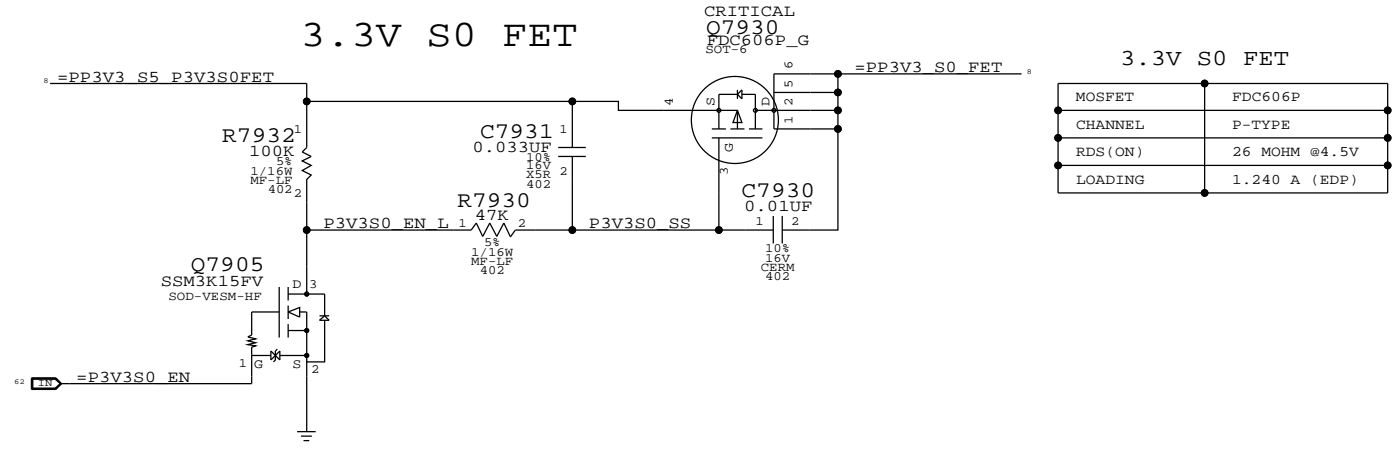 3.3V S0 FET
CRITICAL
Q7930
FDC606P_G
SOT-6
=PP3V3_S5_P3V3S0FET
8
6
5
2
1
4
S
D
G
3
=PP3V3_S0_FET
8
R7932
100K
5%
1/16W
MF-LF
402
1
2
C7931
0.033UF
10%
16V
X5R
402
1
2
P3V3S0_EN_L
R7930
47K
1
2
5%
1/16W
MF-LF
402
P3V3S0_SS
C7930
0.01UF
1
2
10%
16V
CERM
402
Q7905
SSM3K15FV
SOD-VESM-HF
D
3
1
G
S
2
62
IN
=P3V3S0_EN
3.3V S0 FET
MOSFET FDC606P
CHANNEL P-TYPE
RDS(ON) 26 MOHM @4.5V
LOADING 1.240 A (EDP)